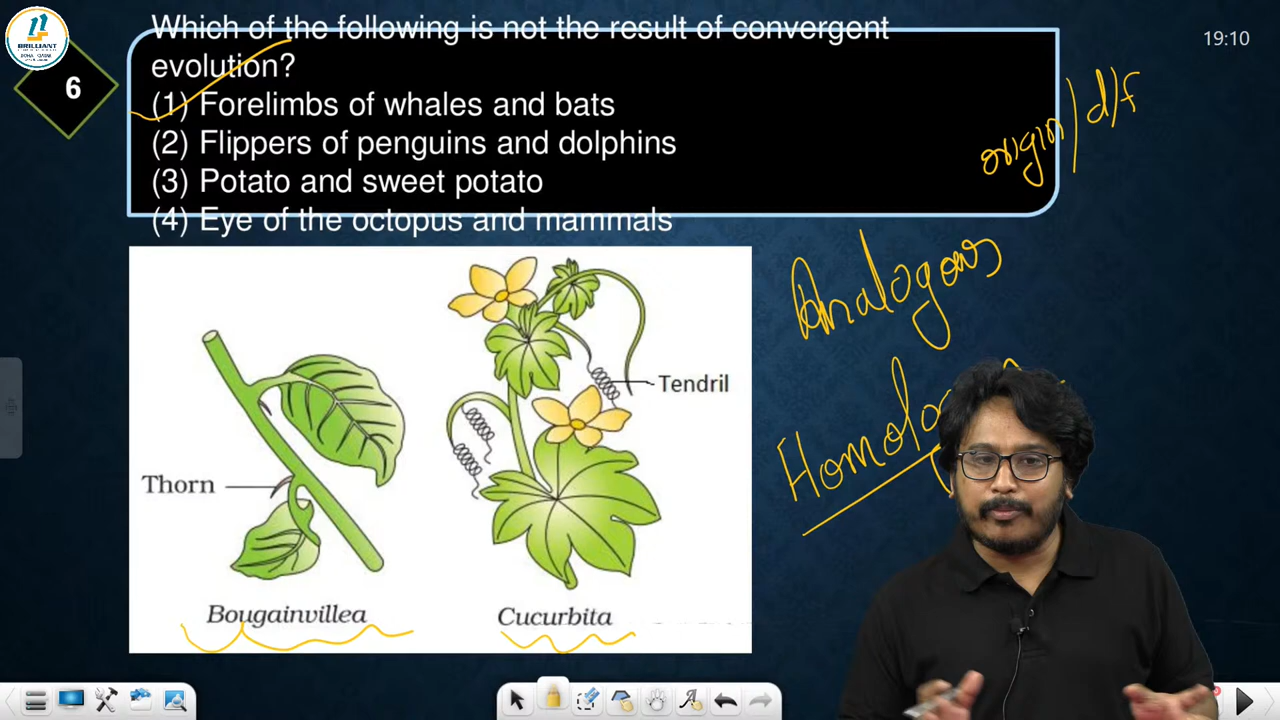 BRILLIANT
6
Which of the following is not the result of convergent
evolution?
(1) Forelimbs of whales and bats
(2) Flippers of penguins and dolphins
(3) Potato and sweet potato
(4) Eye of the octopus and mammals
19:10
origin / d/f
Analogous
Tendril
Thorn
Bougainvillea
Cucurbita